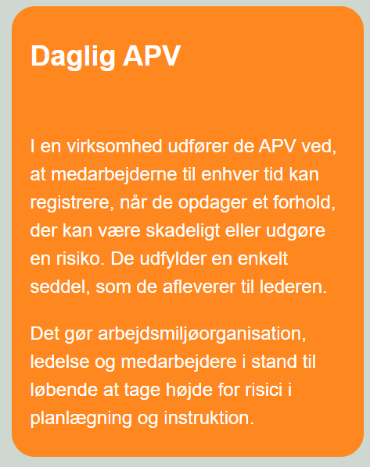 Daglig APV
I en virksomhed udfører de APV ved,
at medarbejderne til enhver tid kan
registrere, når de opdager et forhold,
der kan være skadeligt eller udgøre
en risiko. De udfylder en enkelt
seddel, som de afleverer til lederen.
Det gør arbejdsmiljøorganisation,
ledelse og medarbejdere i stand til
løbende at tage højde for risici i
planlægning og instruktion.